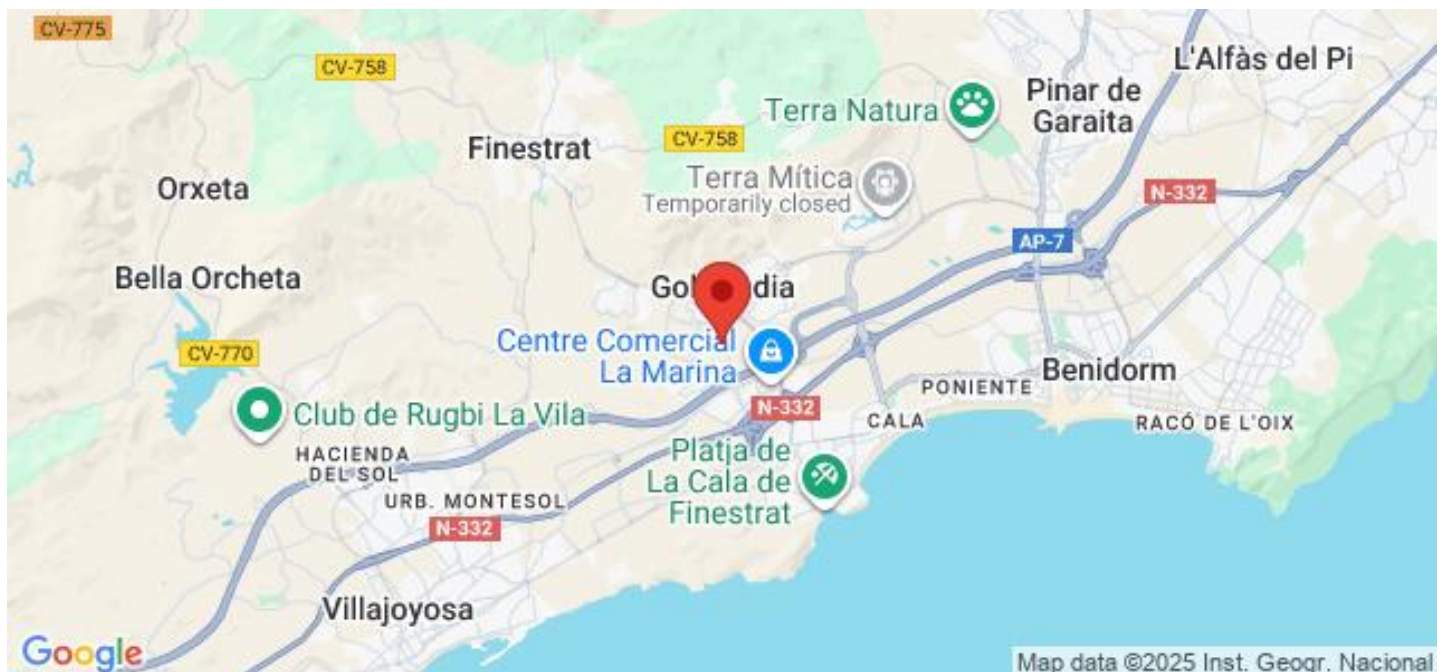 CV-775
CV-758
L'Alfàs del Pi
Terra Natura
Pinar de
Garaita
Finestrat
CV-758
Orxeta
Terra Mítica
Temporarily closed
N-332
AP-7
Bella Orcheta
Centre Comercial
La Marina
CV-770
Benidorm
PONIENTE
Club de Rugbi La Vila
N-332
CALA
RACÓ DE L'OIX
HACIENDA
DEL SOL
Platja de
La Cala de
Finestrat
URB. MONTESOL
N-332
Villajoyosa
Google
Map data ©2025 Inst. Geogr. Nacional